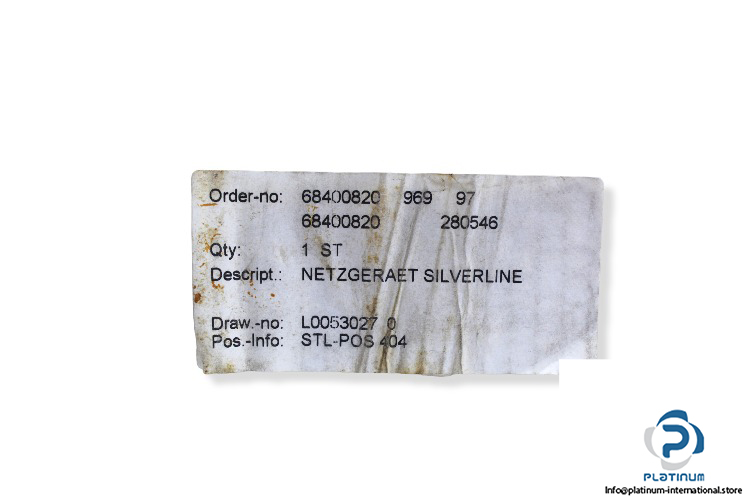 Order-no: 68400820 969 97
68400820 280546
Qty: 1 ST
Descript.: NETZGERAET SILVERLINE
Draw.-no: L0053027 0
Pos.-Info: STL-POS 404
PLATINUM
Info@platinum-international.store